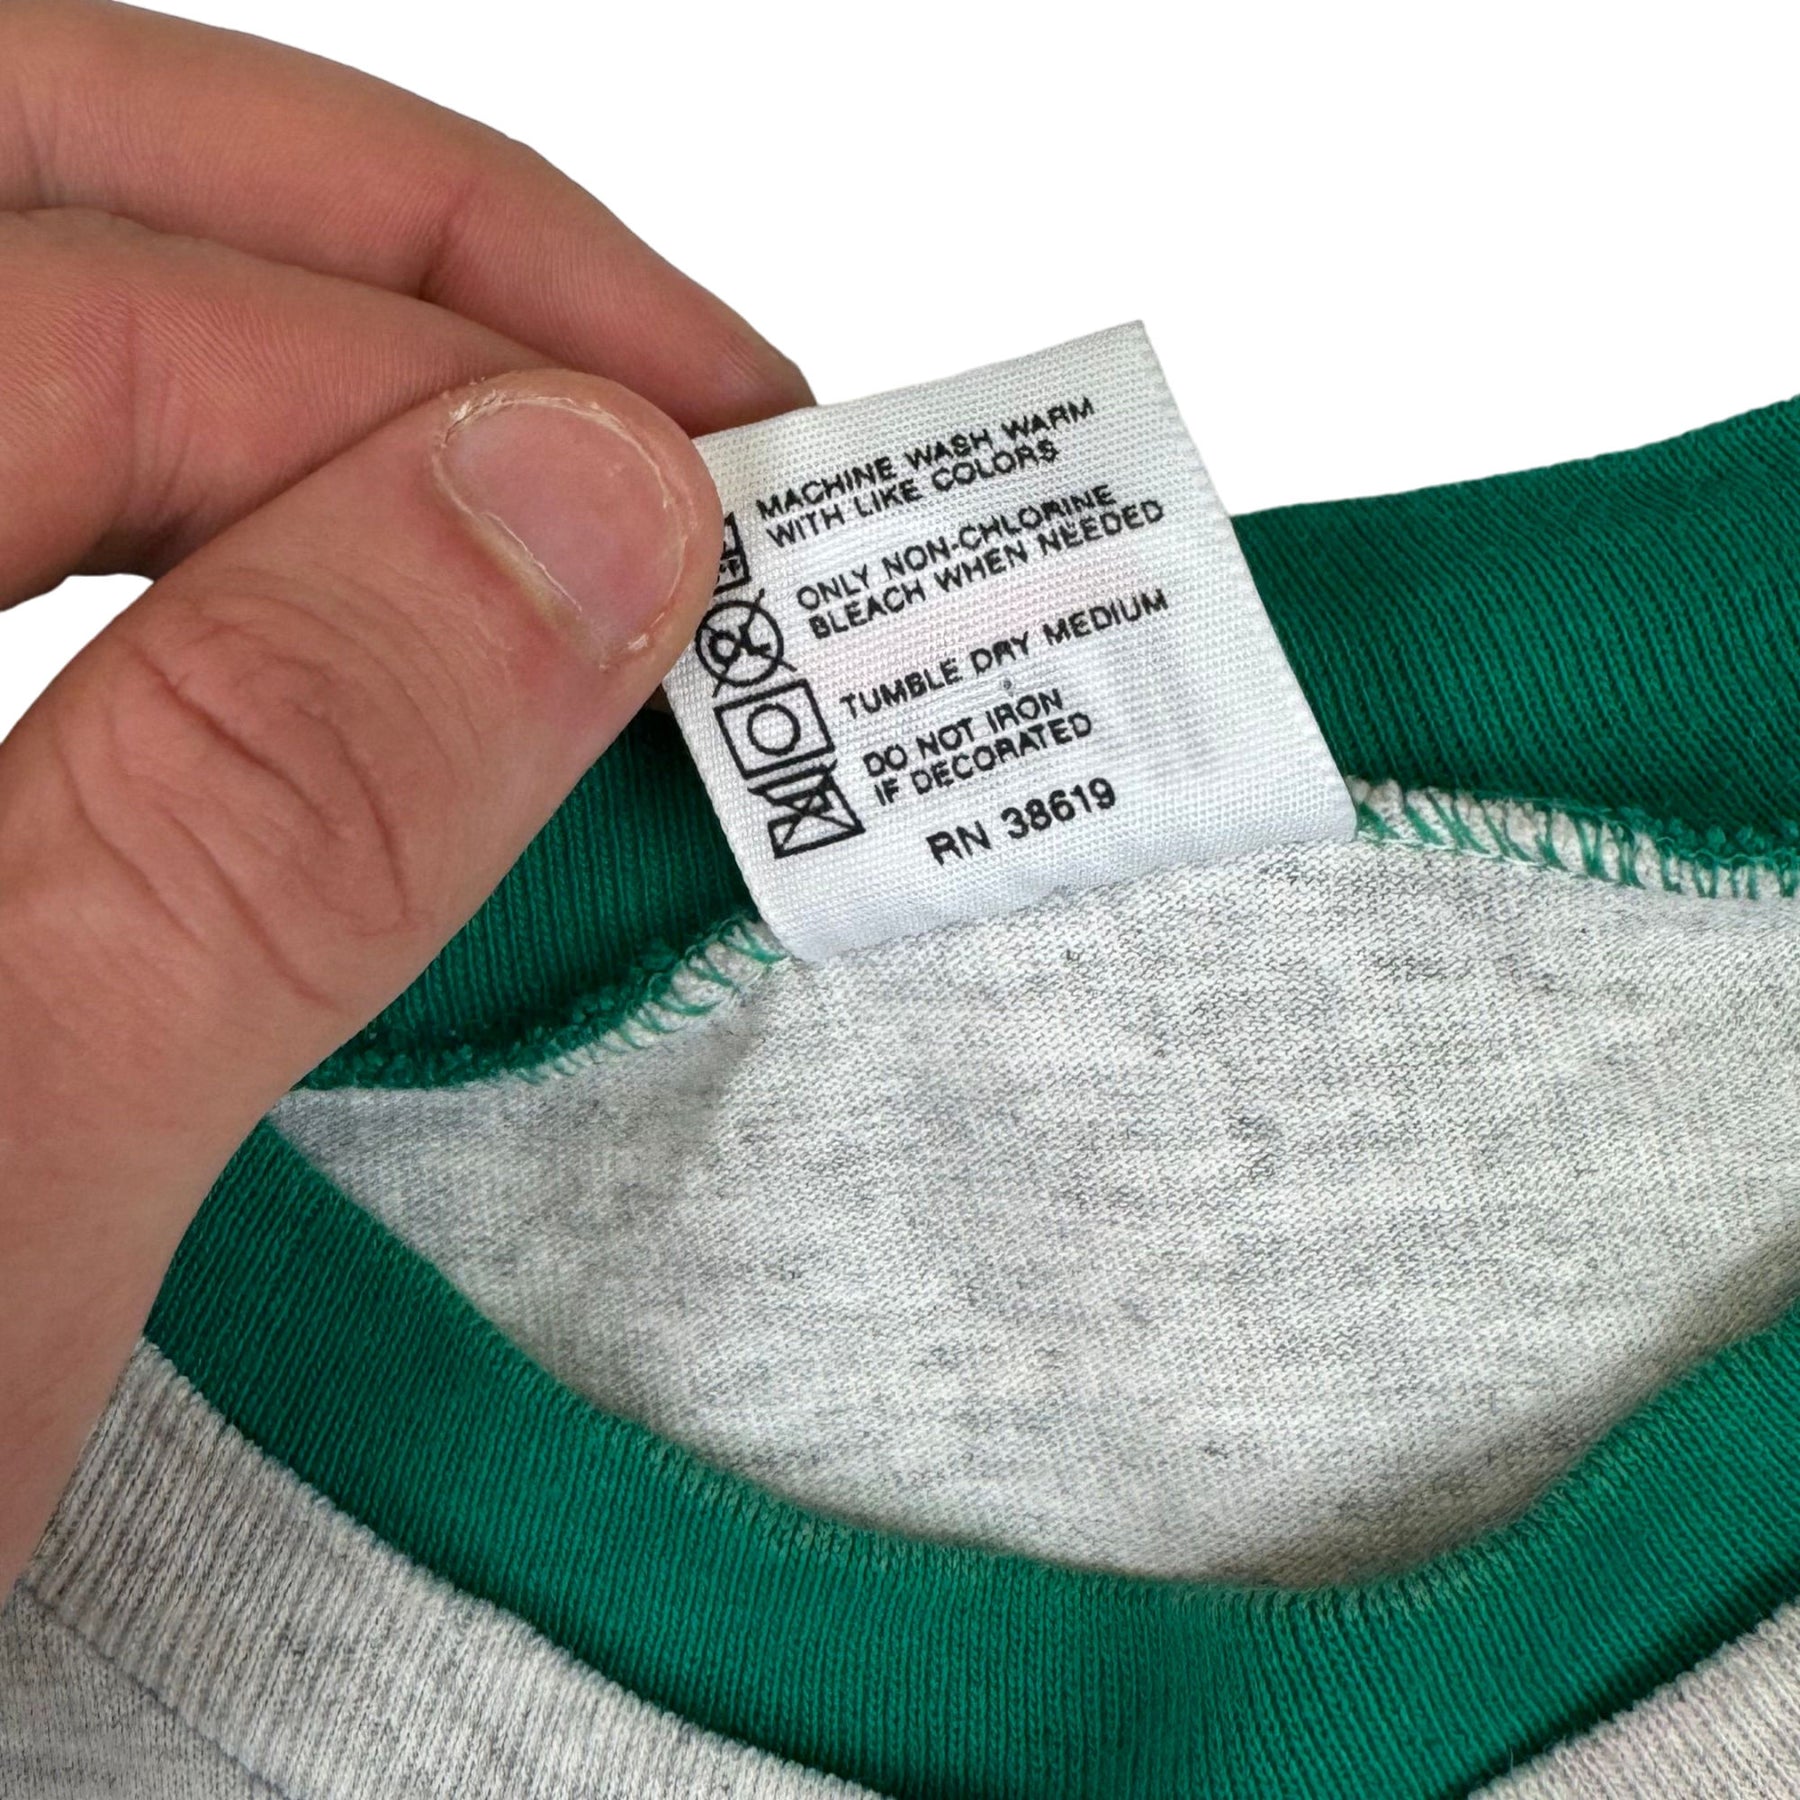 MACHINE WASH WARM
WITH LIKE COLORS
ONLY NON-CHLORINE
BLEACH WHEN NEEDED
TUMBLE DRY MEDIUM
DO NOT IRON
IF DECORATED
RN 38619